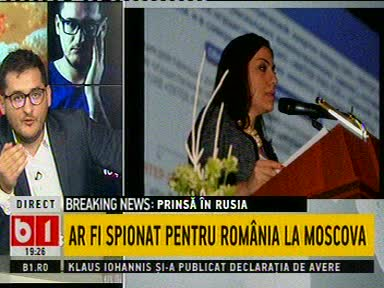 DIRECT
BREAKING NEWS: PRINSĂ ÎN RUSIA
b1
19:26
AR FI SPIONAT PENTRU ROMÂNIA LA MOSCOVA
B1.RO
KLAUS IOHANNIS ȘI-A PUBLICAT DECLARAȚIA DE AVERE